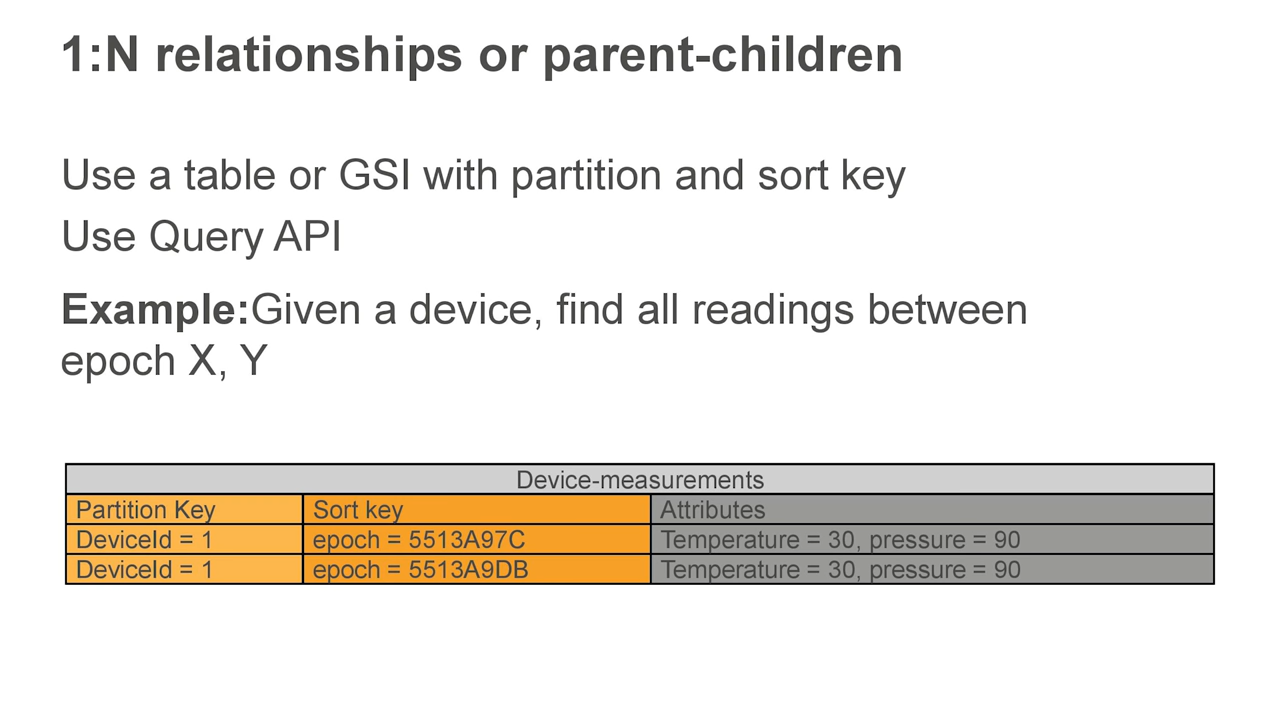 1:N relationships or parent-children
Use a table or GSI with partition and sort key
Use Query API
Example:Given a device, find all readings between
epoch X, Y
Device-measurements
Partition Key Sort key Attributes
DeviceId = 1 epoch = 5513A97C Temperature = 30, pressure = 90
DeviceId = 1 epoch = 5513A9DB Temperature = 30, pressure = 90